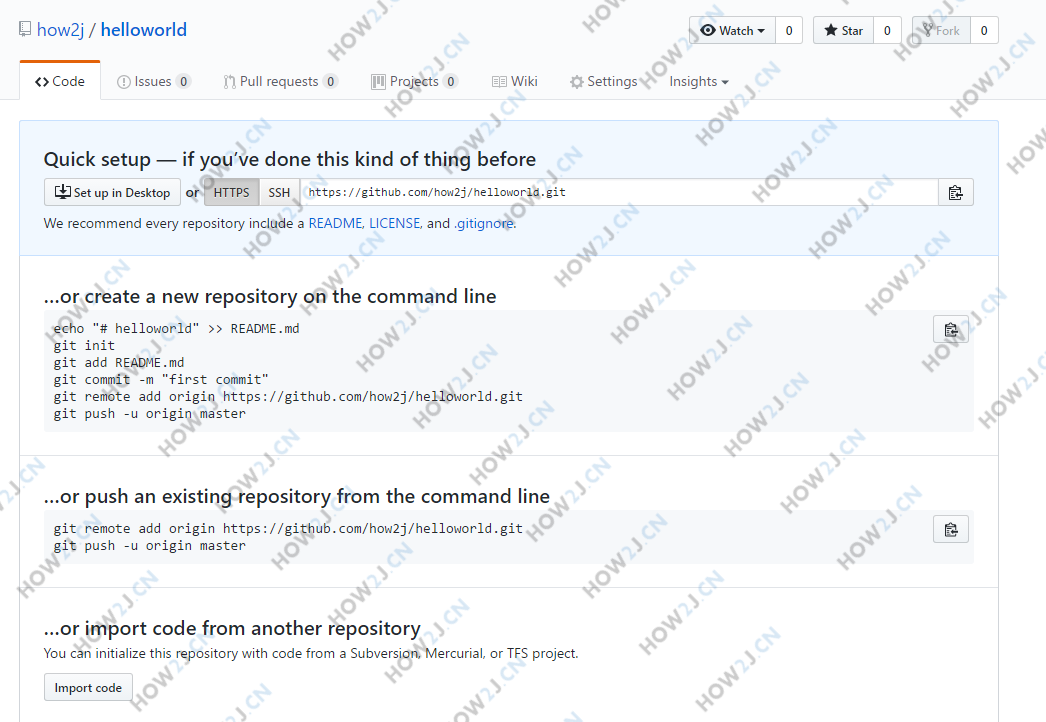 how2j / helloworld
Watch 0 Star 0 Fork 0
Code Issues 0 Pull requests 0 Projects 0 Wiki Settings Insights
Quick setup — if you’ve done this kind of thing before
Set up in Desktop or HTTPS SSH https://github.com/how2j/helloworld.git
We recommend every repository include a README, LICENSE, and .gitignore.
…or create a new repository on the command line
echo "# helloworld" >> README.md
git init
git add README.md
git commit -m "first commit"
git remote add origin https://github.com/how2j/helloworld.git
git push -u origin master
…or push an existing repository from the command line
git remote add origin https://github.com/how2j/helloworld.git
git push -u origin master
…or import code from another repository
You can initialize this repository with code from a Subversion, Mercurial, or TFS project.
Import code
HOW2J.CN